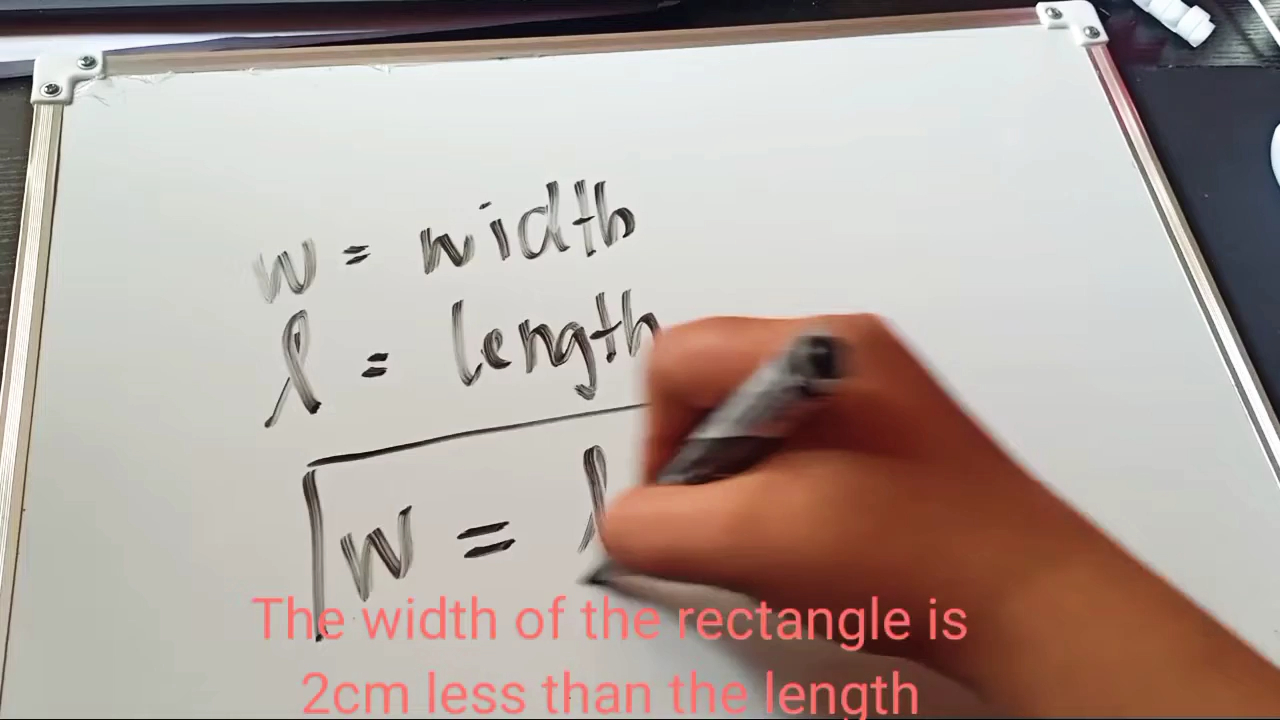 w = width
l = length
w = l
The width of the rectangle is
2cm less than the length